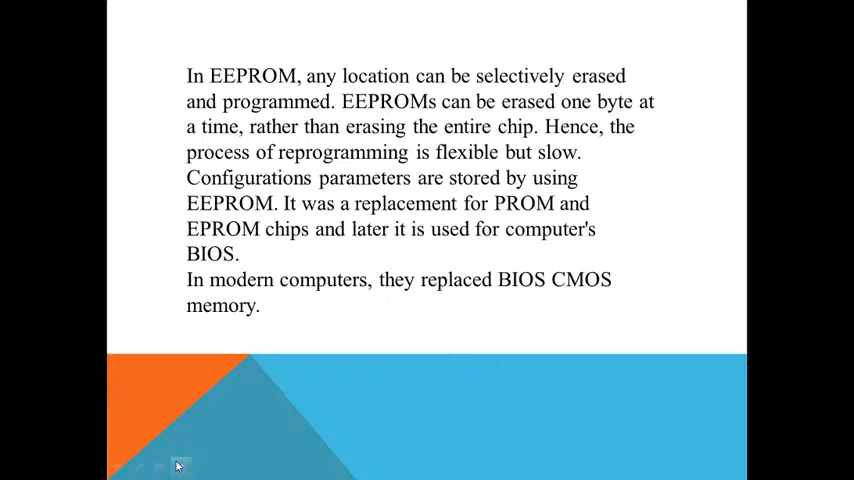 In EEPROM, any location can be selectively erased
and programmed. EEPROMs can be erased one byte at
a time, rather than erasing the entire chip. Hence, the
process of reprogramming is flexible but slow.
Configurations parameters are stored by using
EEPROM. It was a replacement for PROM and
EPROM chips and later it is used for computer's
BIOS.
In modern computers, they replaced BIOS CMOS
memory.